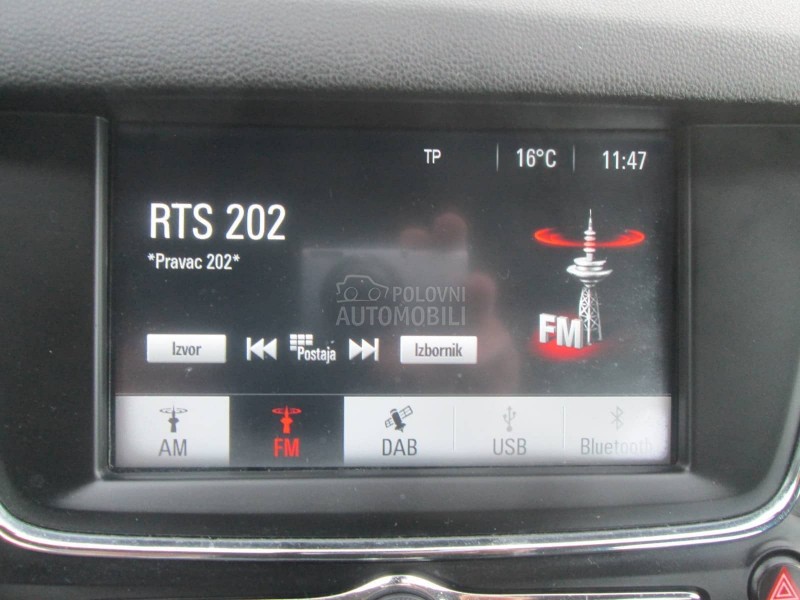 TP 16°C 11:47
RTS 202
*Pravac 202*
POLOVNI
AUTOMOBILI
FM
Izvor Postaja Izbornik
AM FM DAB USB Bluetooth